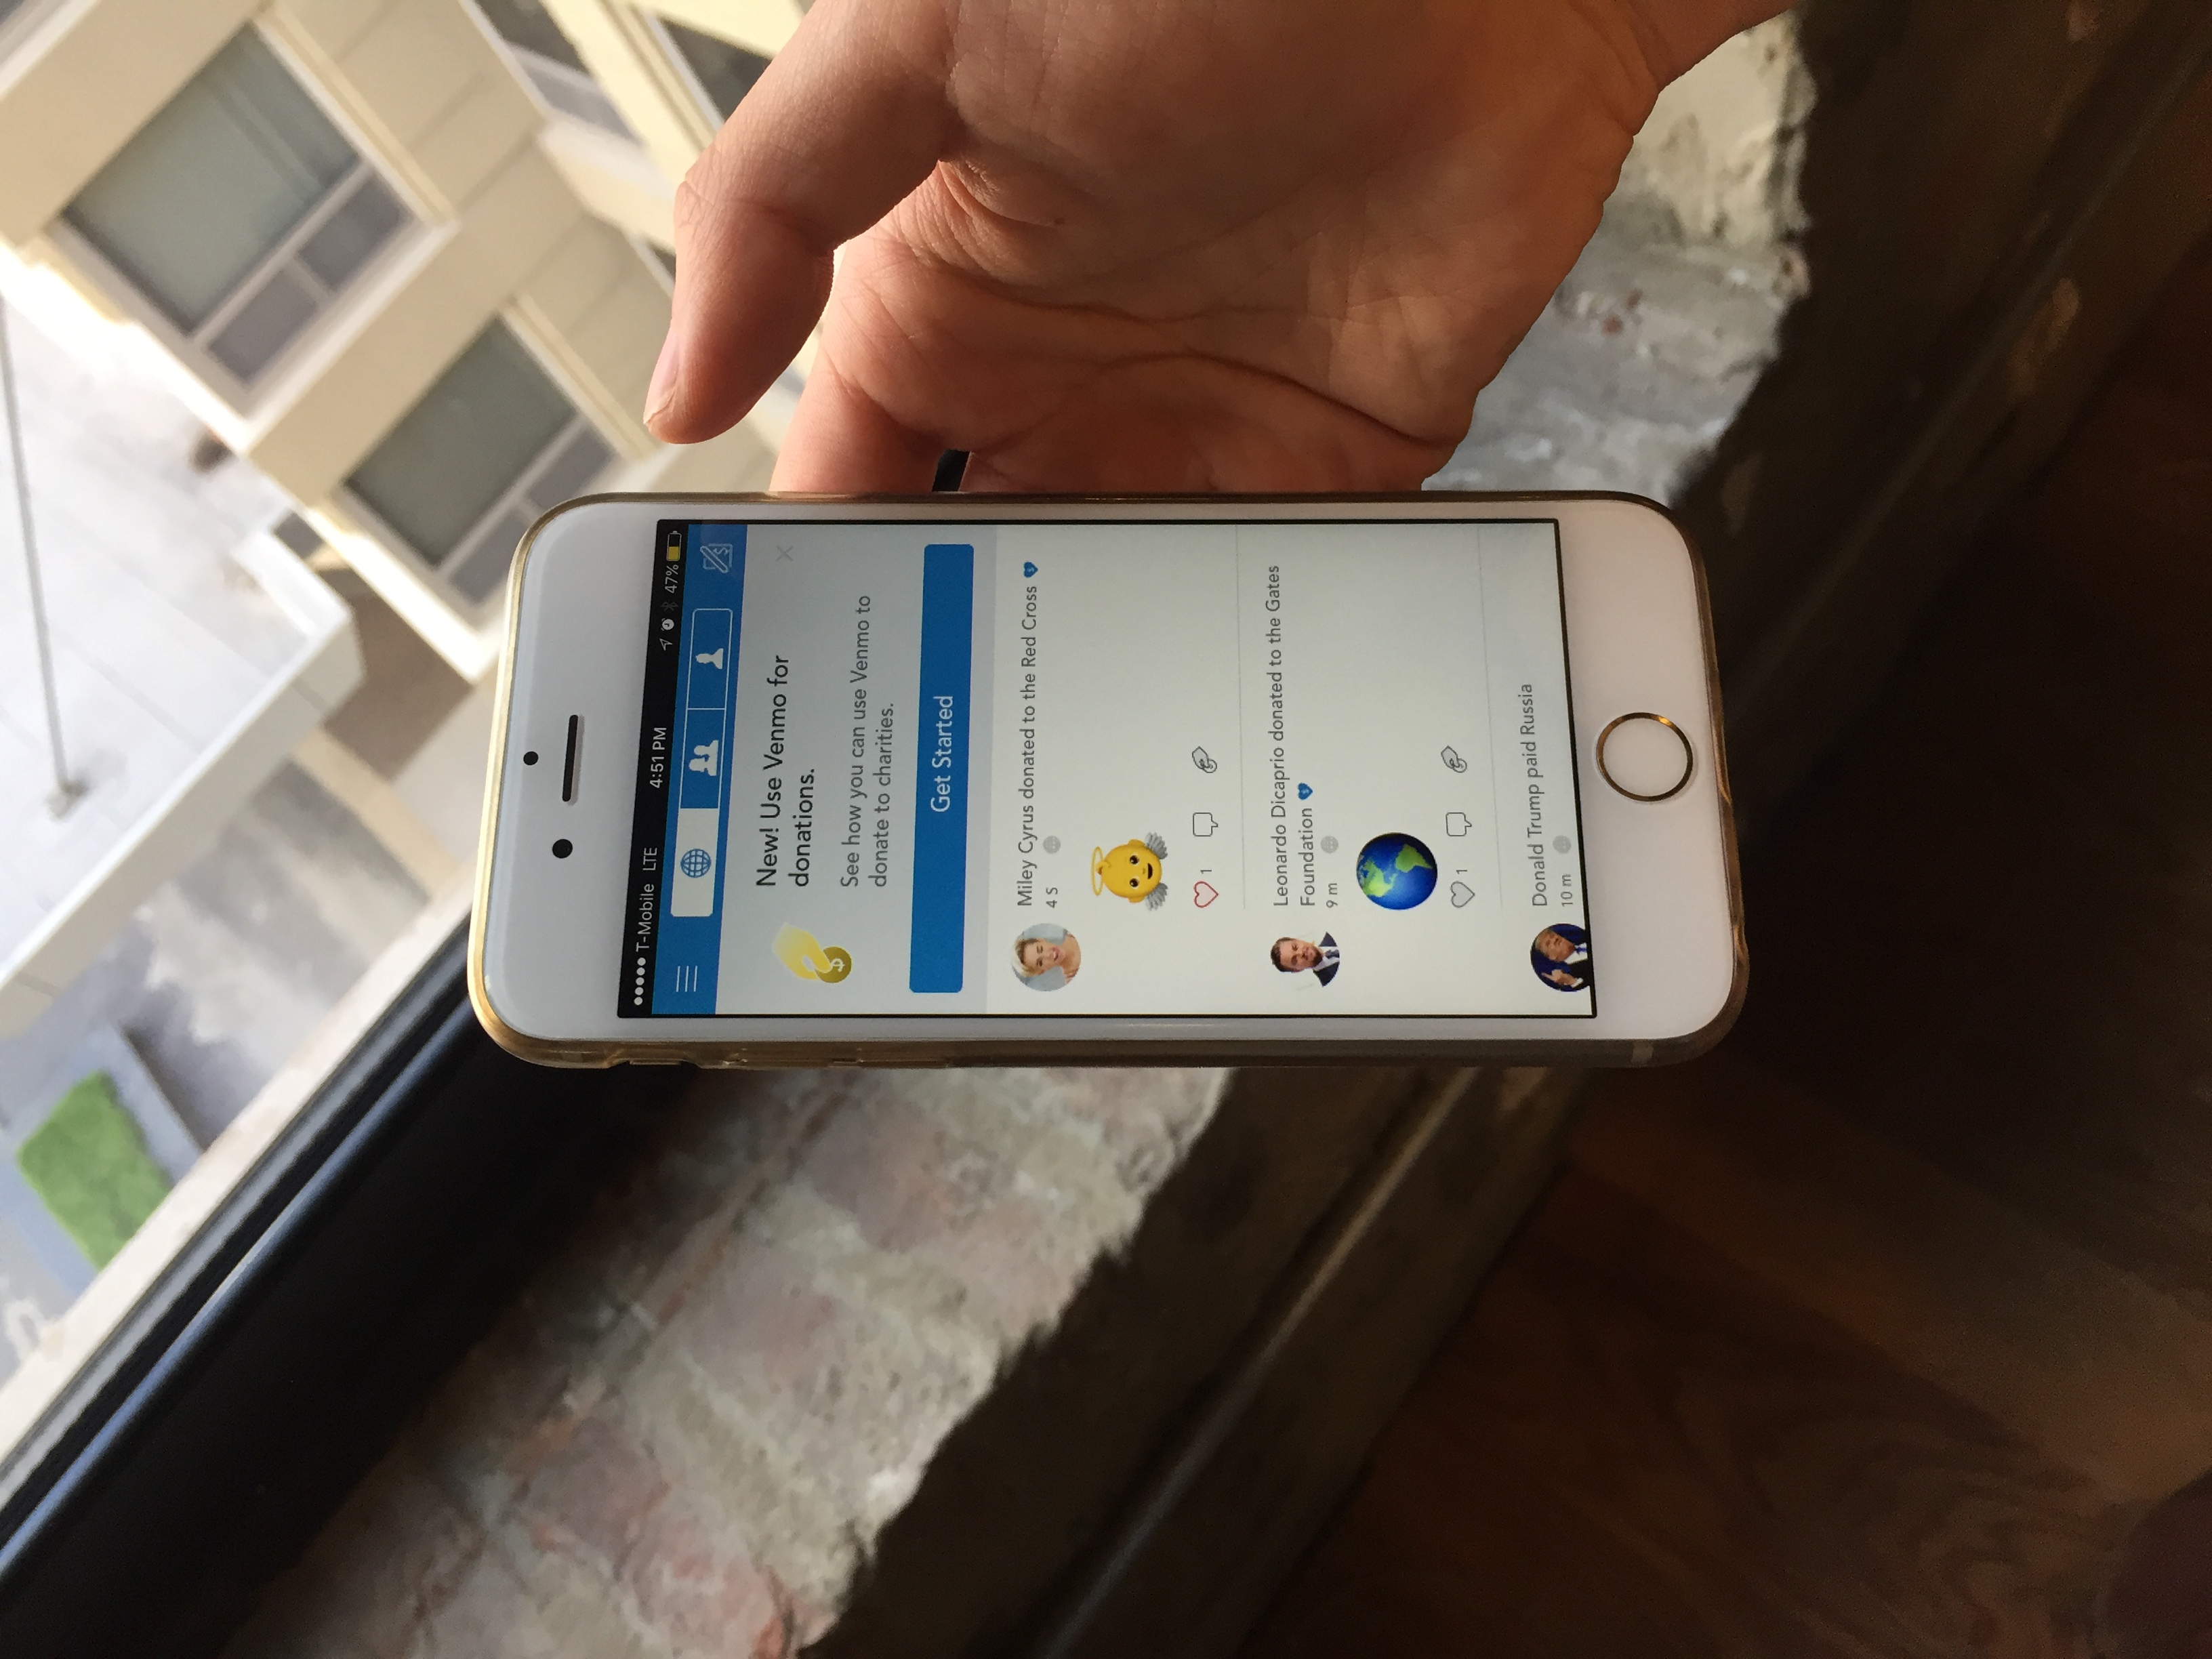 T-Mobile LTE 4:51 PM 47%
New! Use Venmo for
donations.
See how you can use Venmo to
donate to charities.
Get Started
Miley Cyrus donated to the Red Cross
4 s
1
Leonardo Dicaprio donated to the Gates
Foundation
9 m
1
Donald Trump paid Russia
10 m